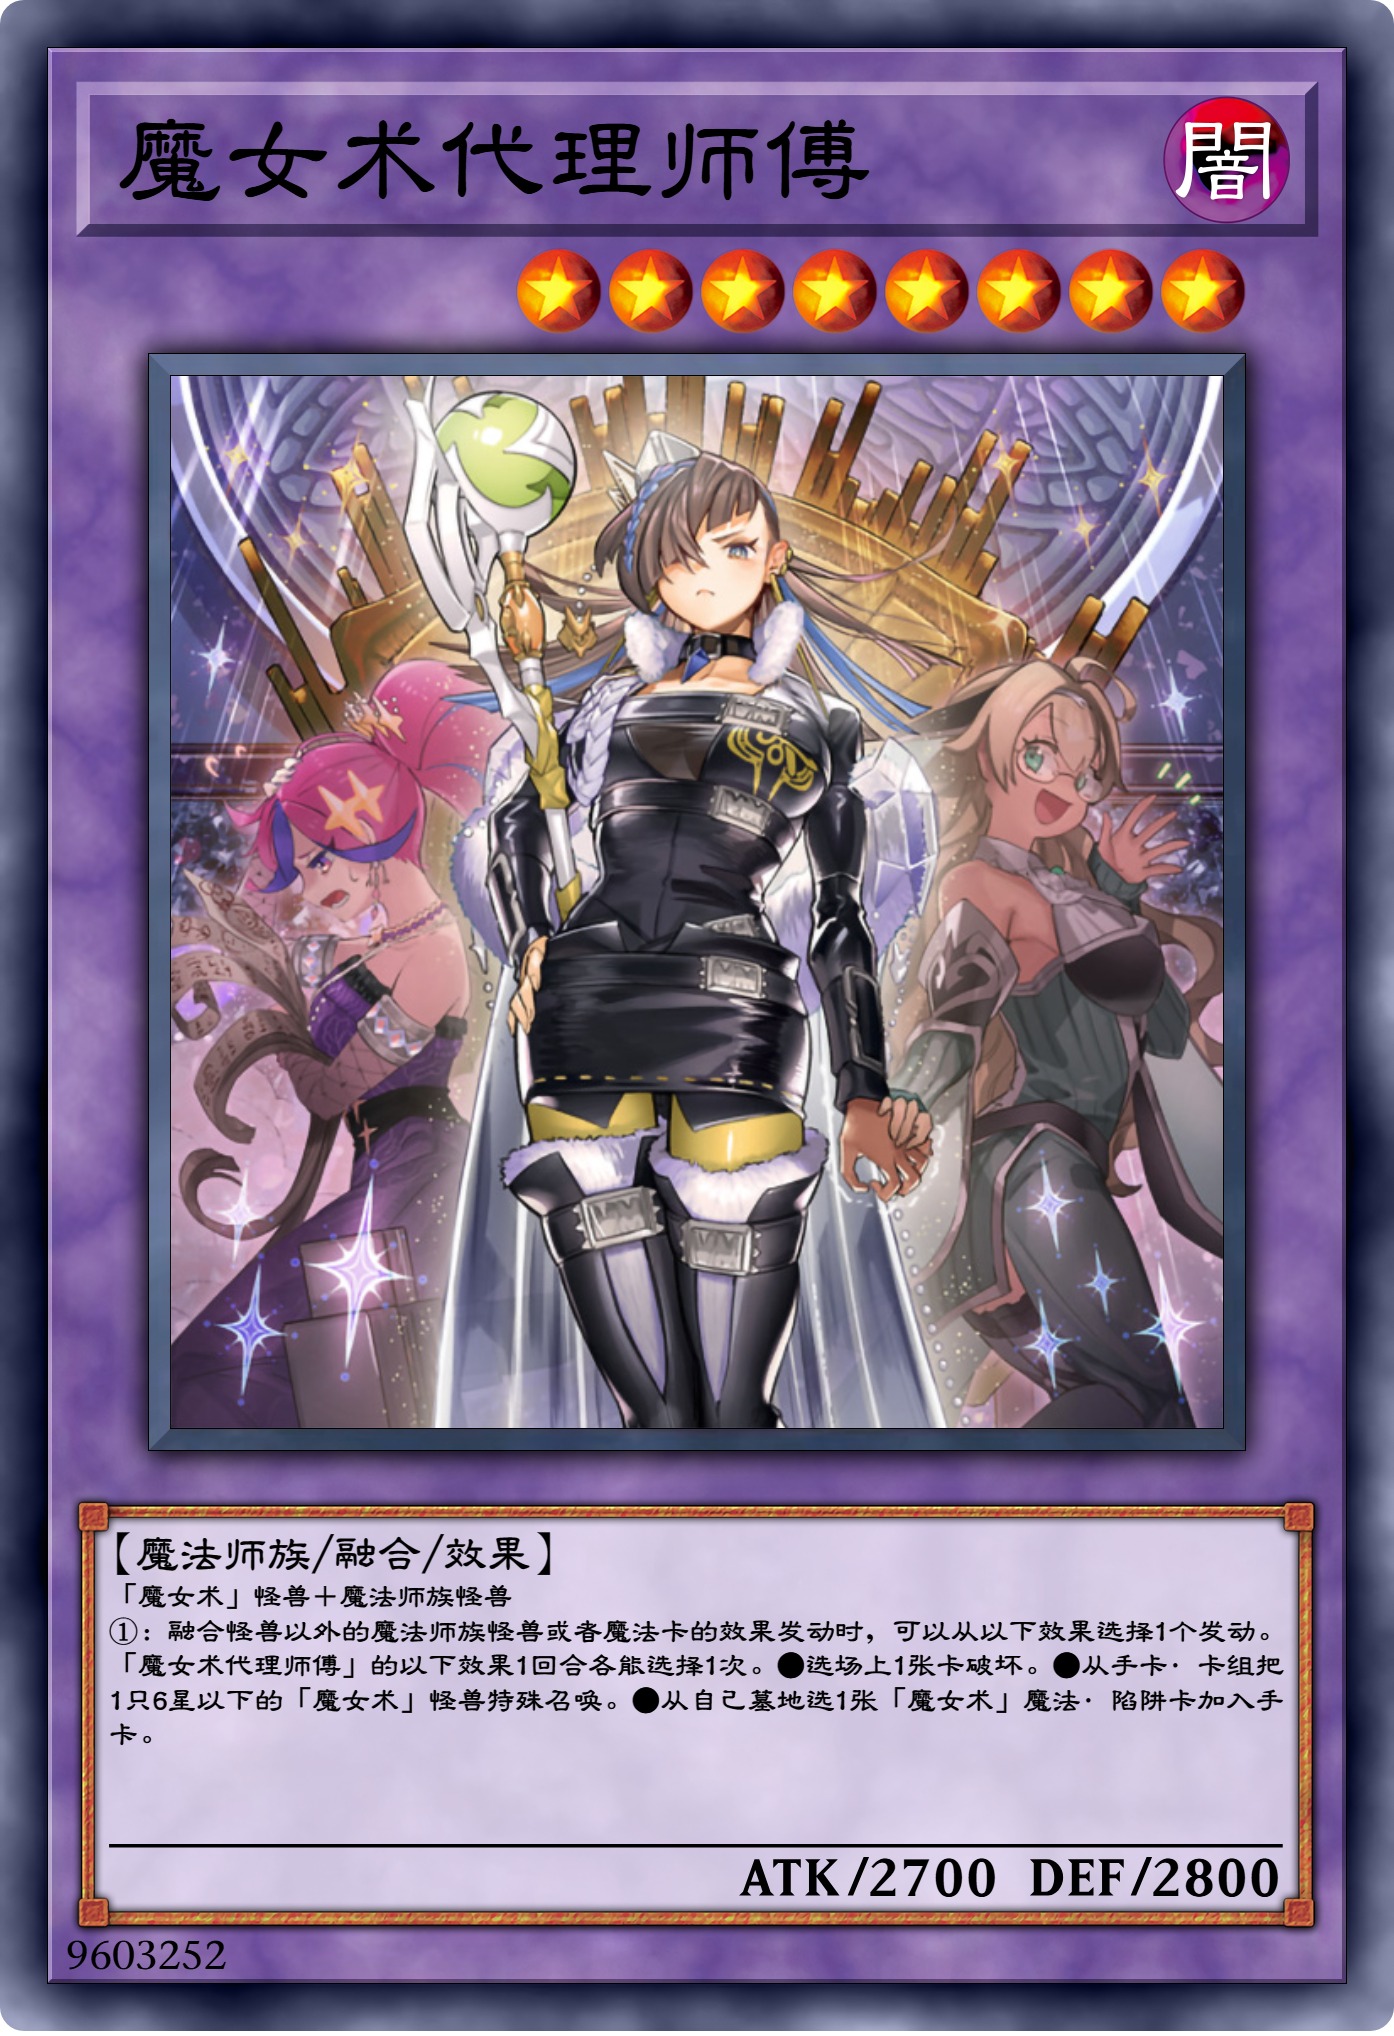 魔女术代理师傅
闇
【魔法师族/融合/效果】
「魔女术」怪兽＋魔法师族怪兽
①：融合怪兽以外的魔法师族怪兽或者魔法卡的效果发动时，可以从以下效果选择1个发动。
「魔女术代理师傅」的以下效果1回合各能选择1次。●选场上1张卡破坏。●从手卡·卡组把
1只6星以下的「魔女术」怪兽特殊召唤。●从自己墓地选1张「魔女术」魔法·陷阱卡加入手
卡。
ATK/2700 DEF/2800
9603252